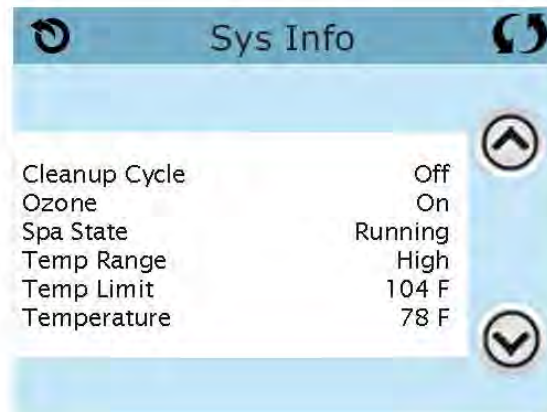 Sys Info
Cleanup Cycle Off
Ozone On
Spa State Running
Temp Range High
Temp Limit 104 F
Temperature 78 F